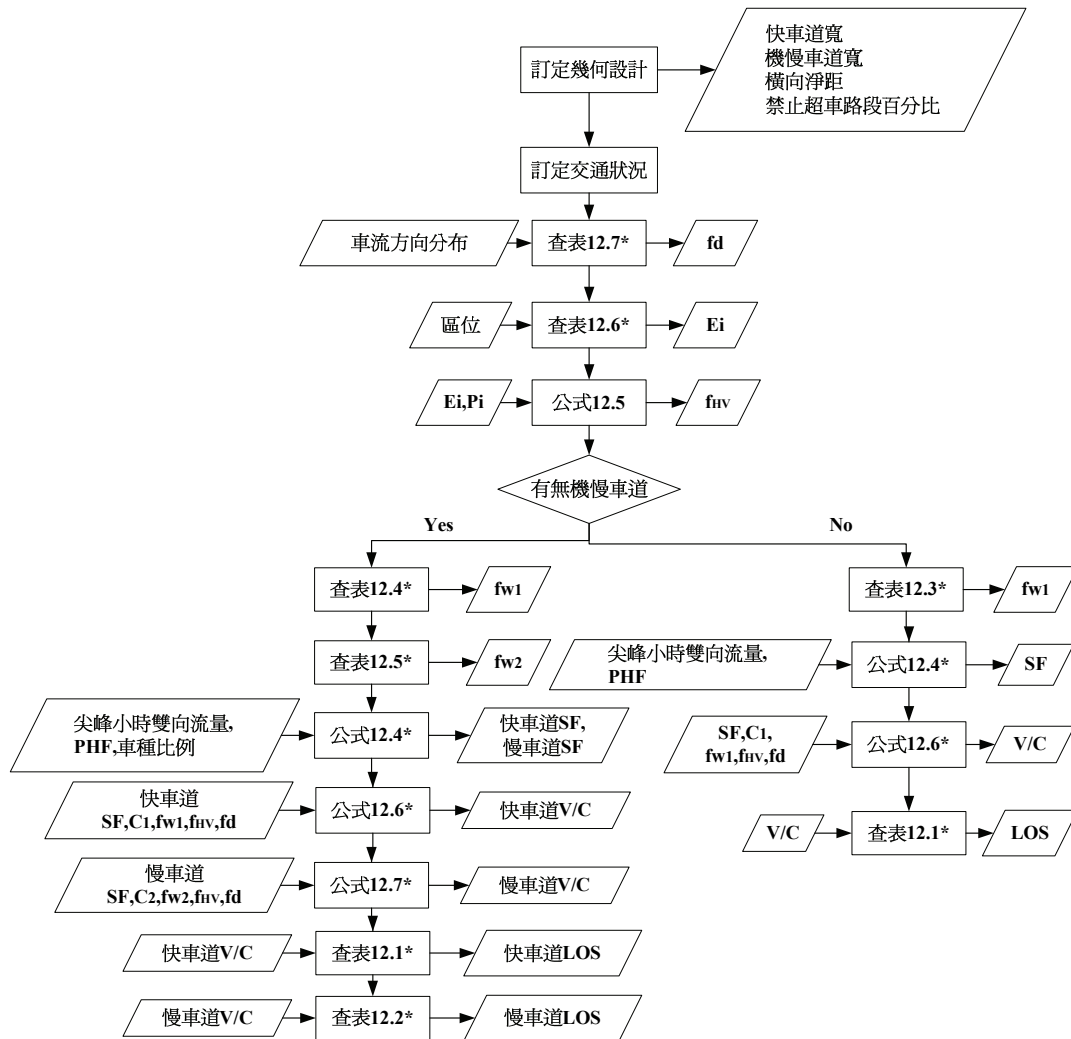 快車道寬
機慢車道寬
橫向淨距
禁止超車路段百分比
訂定幾何設計
訂定交通狀況
車流方向分布
查表12.7*
fd
區位
查表12.6*
Ei
Ei,Pi
公式12.5
fHV
有無機慢車道
Yes
No
查表12.4*
fw1
查表12.5*
fw2
尖峰小時雙向流量,
PHF,車種比例
公式12.4*
快車道SF,
慢車道SF
快車道
SF,C1,fw1,fHV,fd
公式12.6*
快車道V/C
慢車道
SF,C2,fw2,fHV,fd
公式12.7*
慢車道V/C
快車道V/C
查表12.1*
快車道LOS
慢車道V/C
查表12.2*
慢車道LOS
查表12.3*
fw1
尖峰小時雙向流量,
PHF
公式12.4*
SF
SF,C1,
fw1,fHV,fd
公式12.6*
V/C
V/C
查表12.1*
LOS